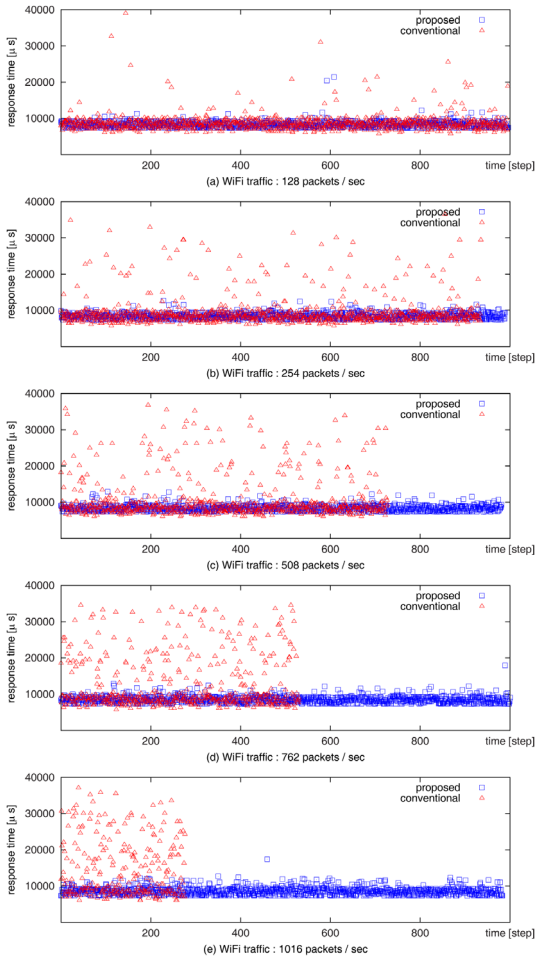 40000
proposed
conventional
30000
response time [μ s]
20000
10000
200 400 600 800 time [step]
(a) WiFi traffic : 128 packets / sec
40000
proposed
conventional
30000
response time [μ s]
20000
10000
200 400 600 800 time [step]
(b) WiFi traffic : 254 packets / sec
40000
proposed
conventional
30000
response time [μ s]
20000
10000
200 400 600 800 time [step]
(c) WiFi traffic : 508 packets / sec
40000
proposed
conventional
30000
response time [μ s]
20000
10000
200 400 600 800 time [step]
(d) WiFi traffic : 762 packets / sec
40000
proposed
conventional
30000
response time [μ s]
20000
10000
200 400 600 800 time [step]
(e) WiFi traffic : 1016 packets / sec